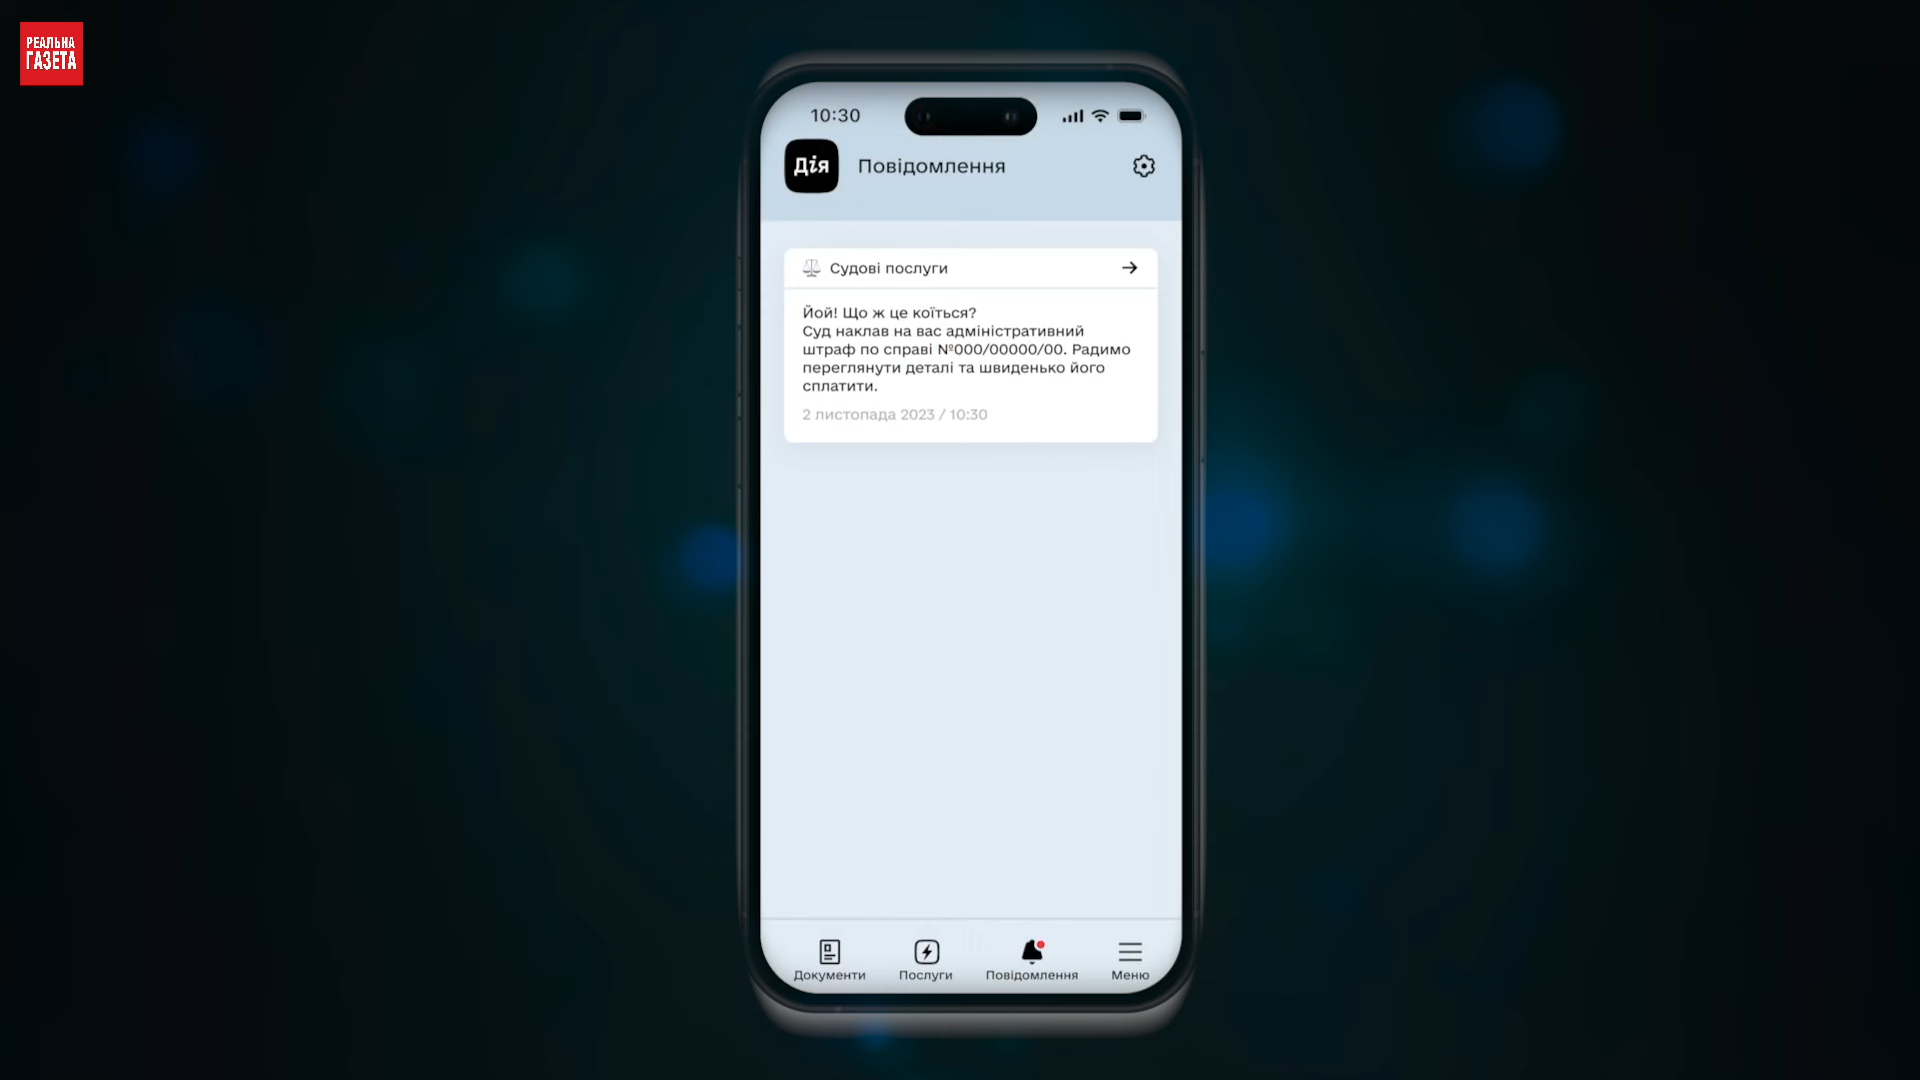 РЕАЛЬНА
ГАЗЕТА
10:30
Дія
Повідомлення
Судові послуги
Йой! Що ж це коїться?
Суд наклав на вас адміністративний
штраф по справі №000/00000/00. Радимо
переглянути деталі та швиденько його
сплатити.
2 листопада 2023 / 10:30
Документи
Послуги
Повідомлення
Меню